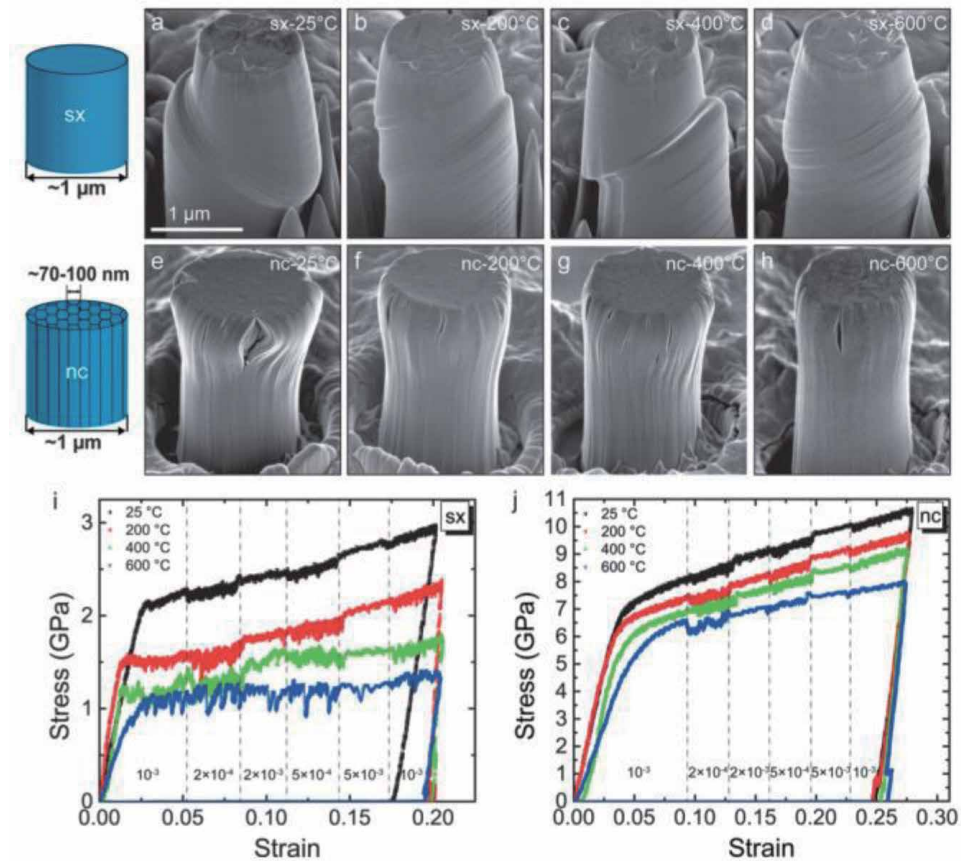 sx
~1 µm
a
sx-25°C
b
sx-200°C
c
sx-400°C
d
sx-600°C
1 µm
~70-100 nm
nc
~1 µm
e
nc-25°C
f
nc-200°C
g
nc-400°C
h
nc-600°C
i
3
2
1
0
Stress (GPa)
25 °C
200 °C
400 °C
600 °C
sx
10⁻³
2×10⁻⁴
2×10⁻³
5×10⁻⁴
5×10⁻³
10⁻³
0.00
0.05
0.10
0.15
0.20
Strain
j
11
10
9
8
7
6
5
4
3
2
1
0
Stress (GPa)
25 °C
200 °C
400 °C
600 °C
nc
10⁻³
2×10⁻⁴
2×10⁻³
5×10⁻⁴
5×10⁻³
10⁻³
0.00
0.05
0.10
0.15
0.20
0.25
0.30
Strain